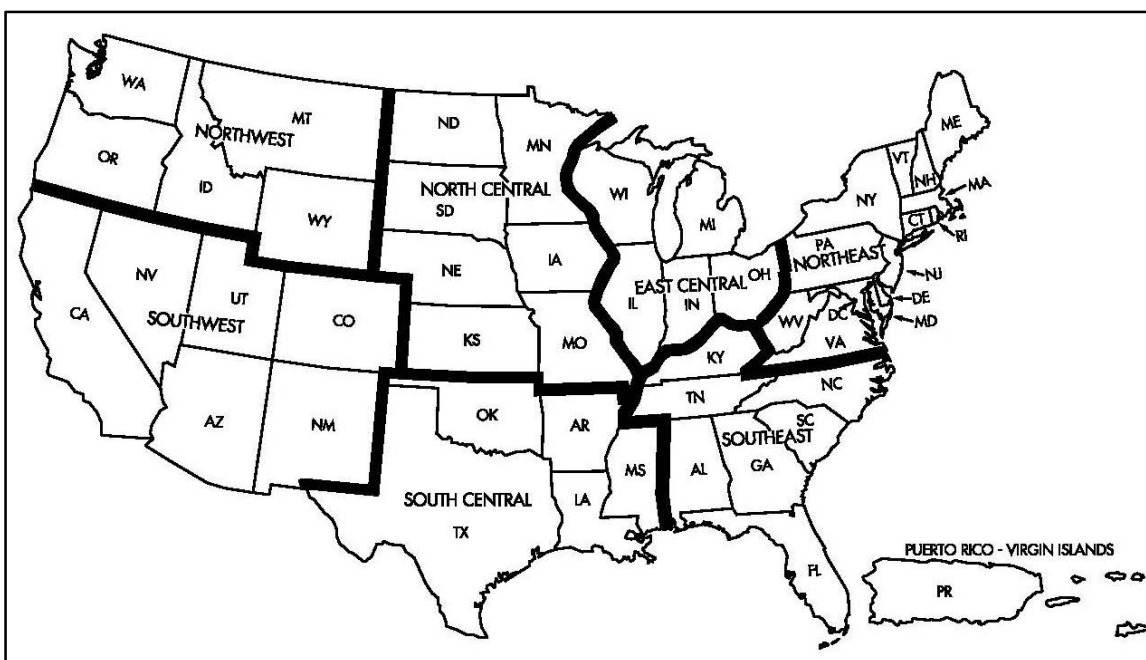 WA
MT
ND
MN
ME
NORTHWEST
OR
ID
VT
NH
MA
NORTH CENTRAL
SD
WI
MI
NY
CT
RI
WY
PA
NORTHEAST
NE
IA
OH
NJ
EAST CENTRAL
NV
UT
IL
IN
DE
CA
SOUTHWEST
CO
WV
DC
MD
KS
MO
KY
VA
TN
NC
AZ
NM
OK
AR
SC
SOUTHEAST
MS
AL
GA
SOUTH CENTRAL
LA
TX
FL
PUERTO RICO - VIRGIN ISLANDS
PR